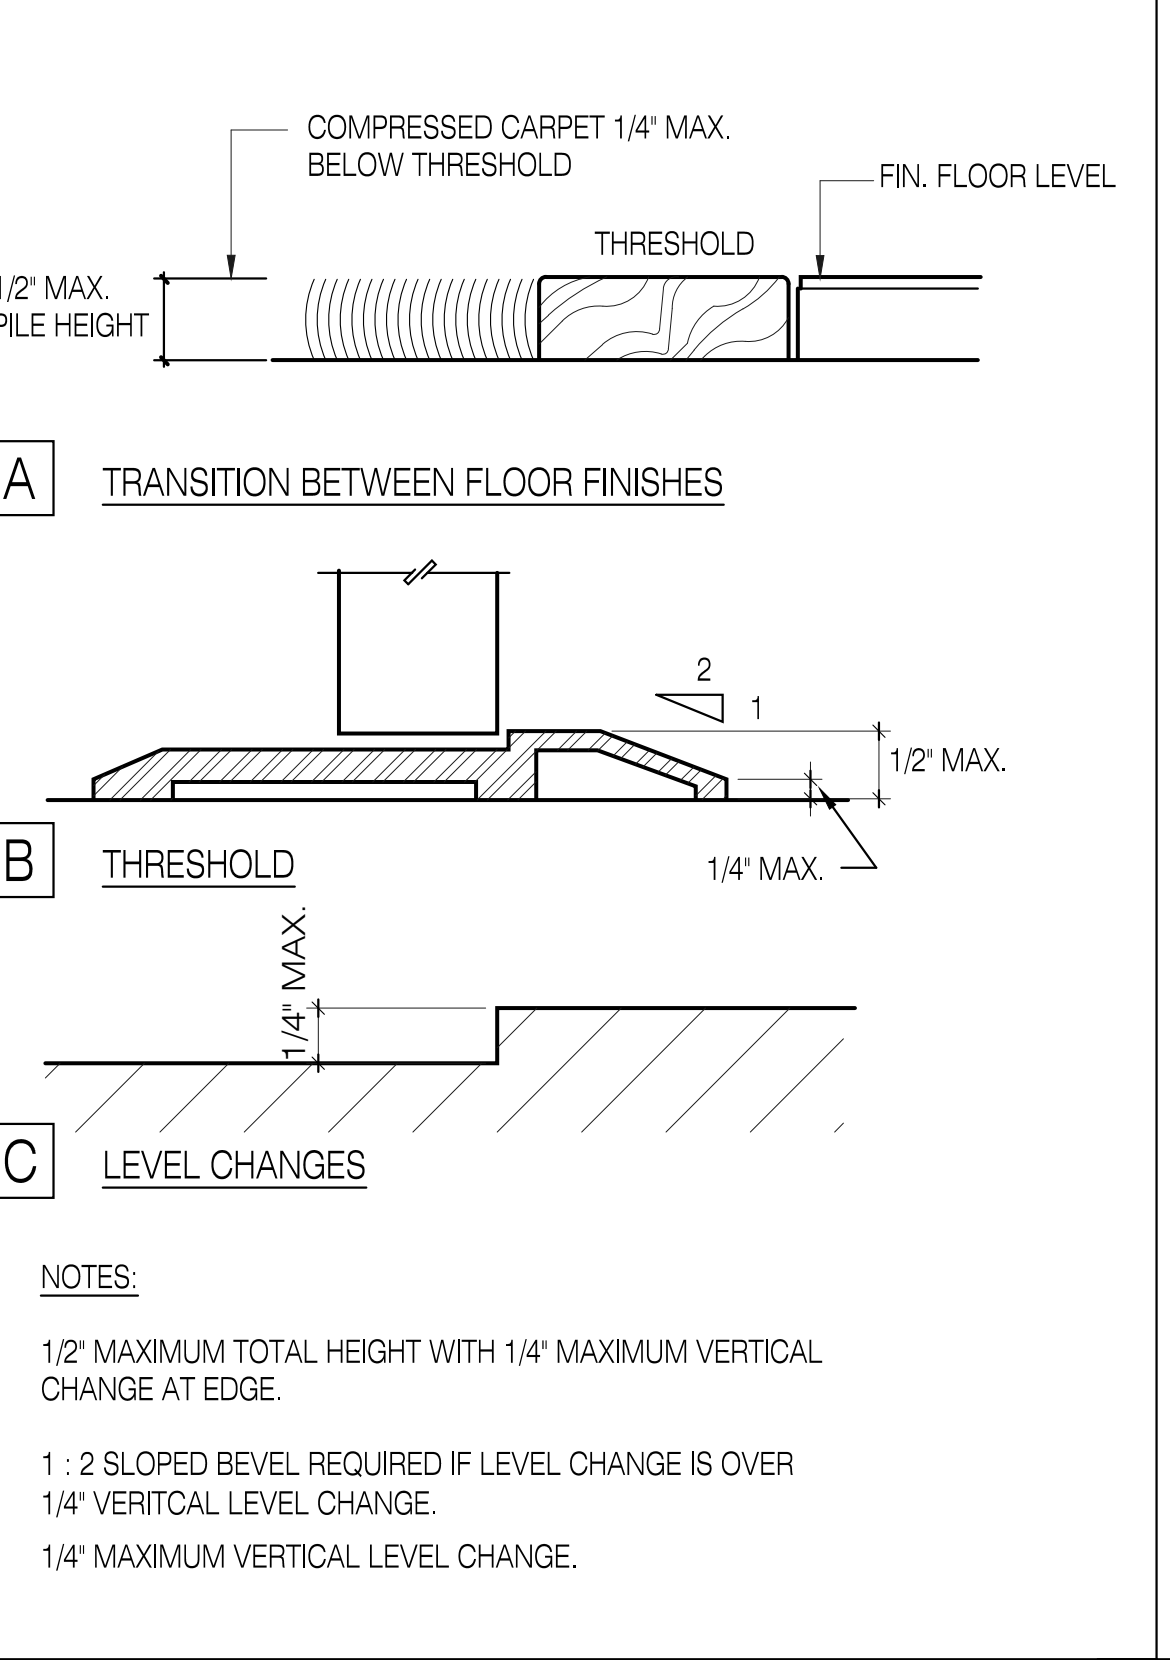 COMPRESSED CARPET 1/4" MAX.
BELOW THRESHOLD
FIN. FLOOR LEVEL
THRESHOLD
1/2" MAX.
PILE HEIGHT
A
TRANSITION BETWEEN FLOOR FINISHES
2
1
1/2" MAX.
1/4" MAX.
B
THRESHOLD
1/4" MAX.
C
LEVEL CHANGES
NOTES:
1/2" MAXIMUM TOTAL HEIGHT WITH 1/4" MAXIMUM VERTICAL
CHANGE AT EDGE.
1 : 2 SLOPED BEVEL REQUIRED IF LEVEL CHANGE IS OVER
1/4" VERITCAL LEVEL CHANGE.
1/4" MAXIMUM VERTICAL LEVEL CHANGE.